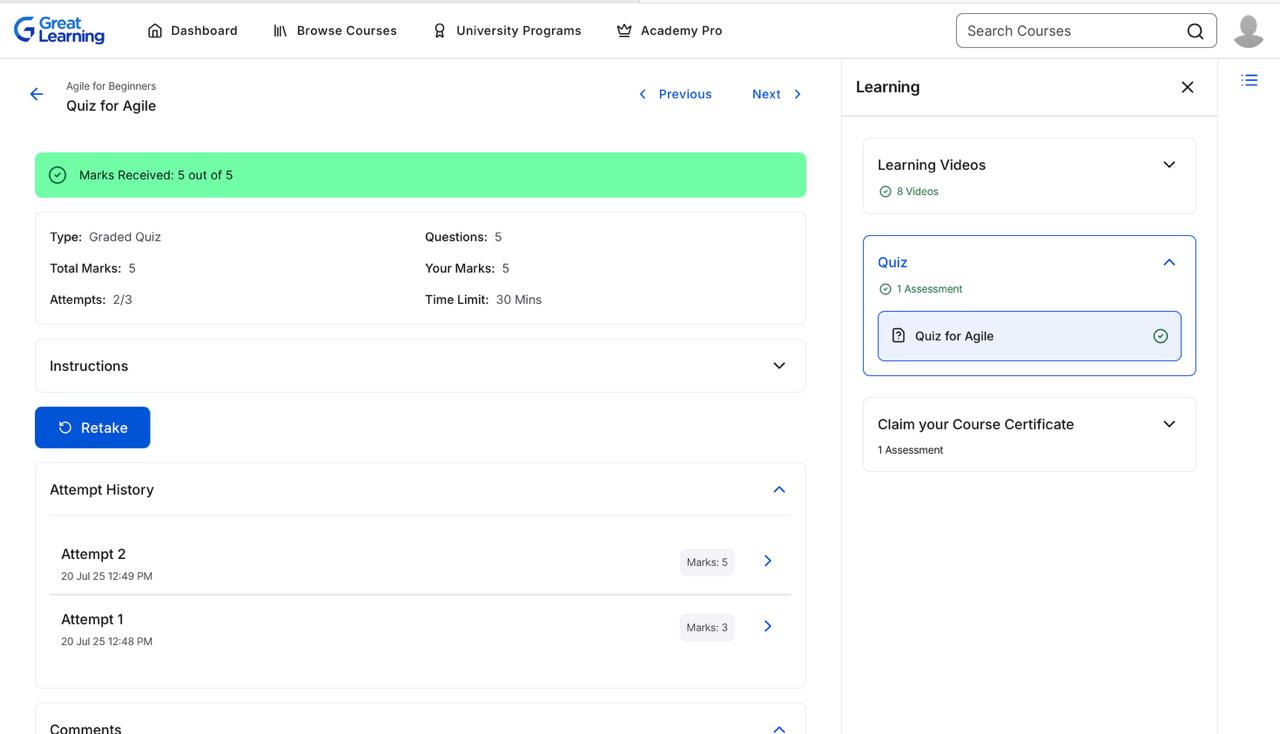 Great Learning
Dashboard
Browse Courses
University Programs
Academy Pro
Search Courses
Agile for Beginners
Quiz for Agile
Previous
Next
Marks Received: 5 out of 5
Type: Graded Quiz
Questions: 5
Total Marks: 5
Your Marks: 5
Attempts: 2/3
Time Limit: 30 Mins
Instructions
Retake
Attempt History
Attempt 2
20 Jul 25 12:49 PM
Marks: 5
Attempt 1
20 Jul 25 12:48 PM
Marks: 3
Comments
Learning
Learning Videos
8 Videos
Quiz
1 Assessment
Quiz for Agile
Claim your Course Certificate
1 Assessment